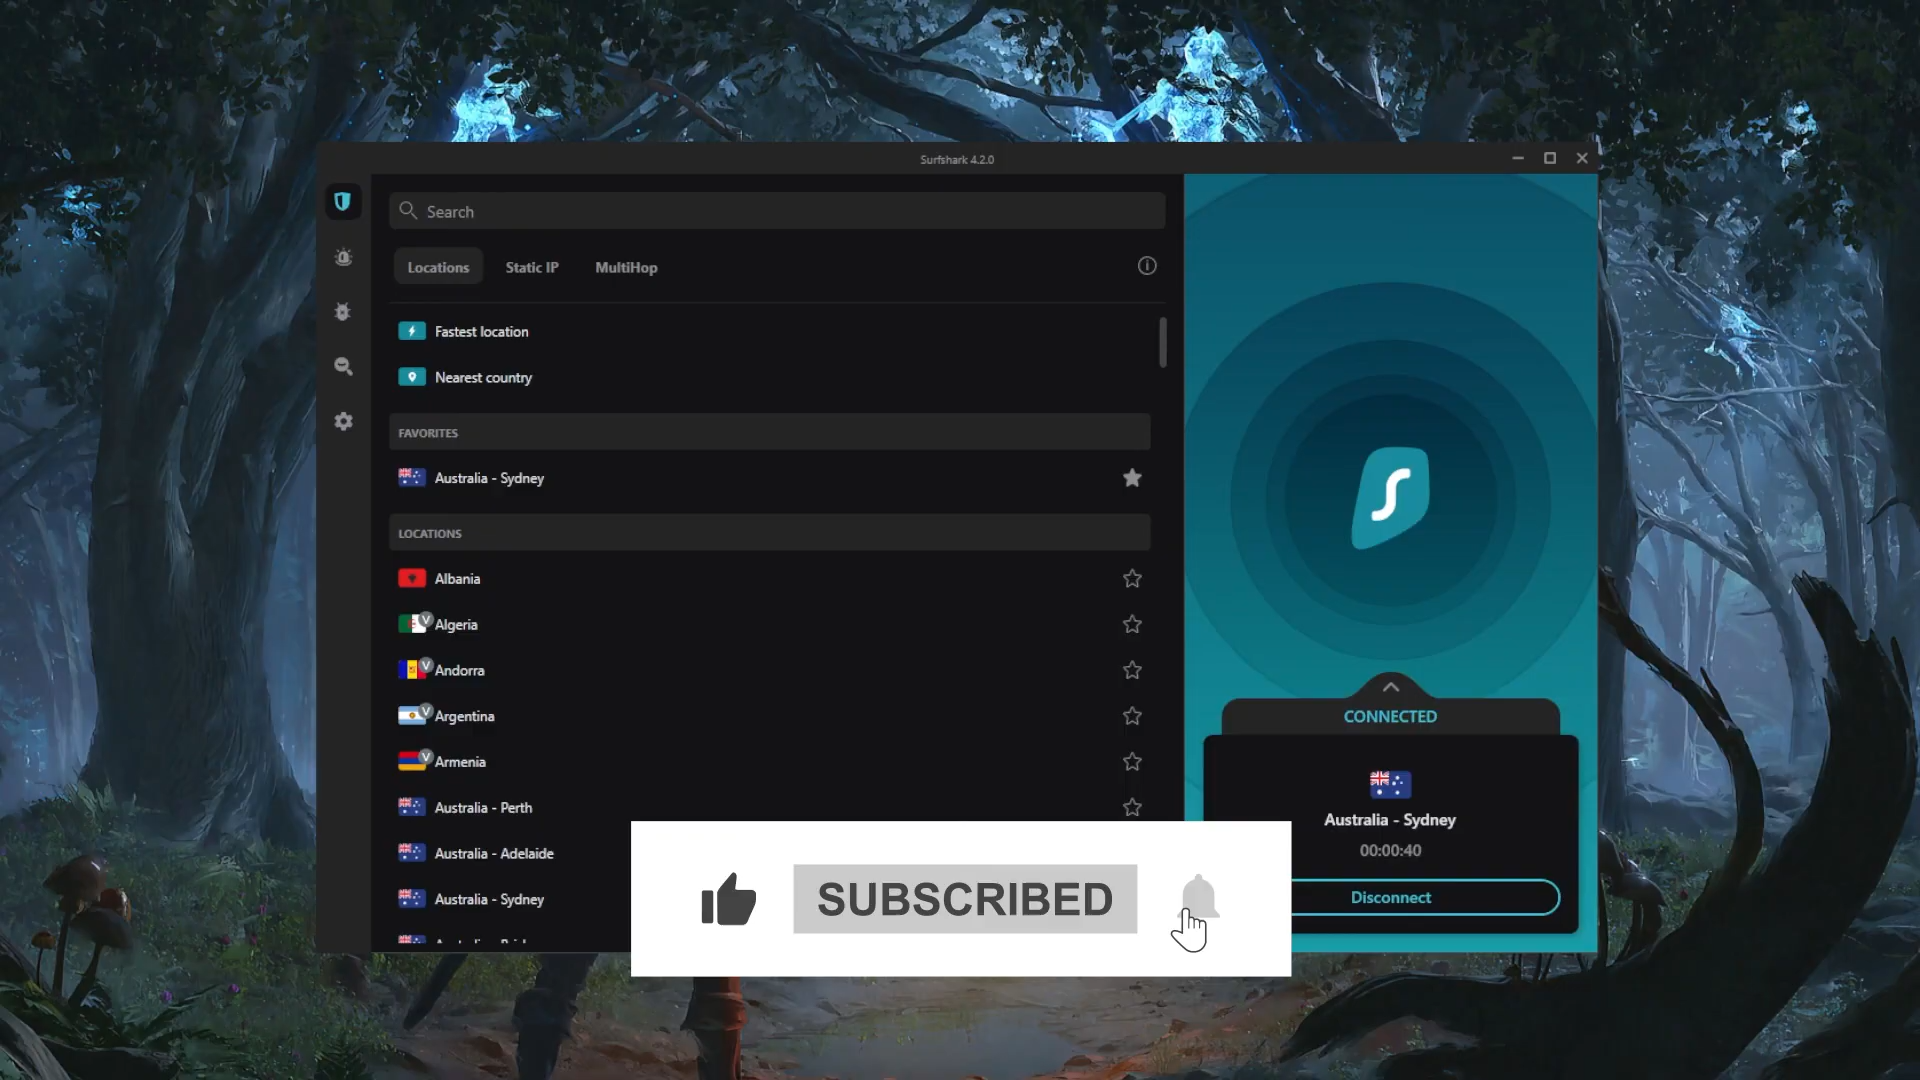 Surfshark 4.2.0
Search
Locations Static IP MultiHop
Fastest location
Nearest country
FAVORITES
Australia - Sydney
LOCATIONS
Albania
V Algeria
V Andorra
V Argentina
V Armenia
Australia - Perth
Australia - Adelaide
Australia - Sydney
CONNECTED
Australia - Sydney
00:00:40
Disconnect
SUBSCRIBED